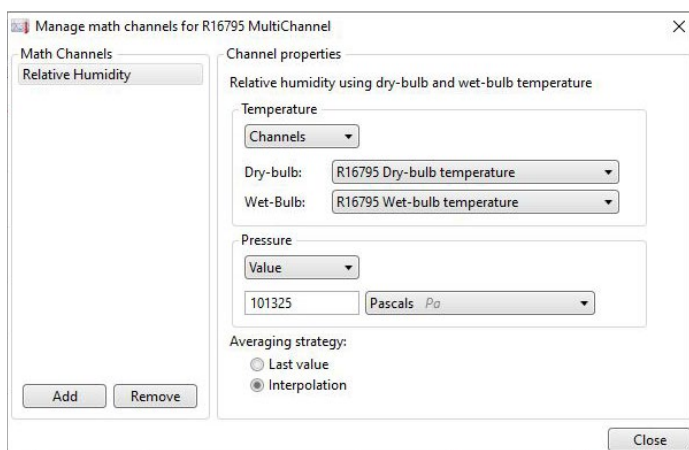 Manage math channels for R16795 MultiChannel
Math Channels
Relative Humidity
Add
Remove
Channel properties
Relative humidity using dry-bulb and wet-bulb temperature
Temperature
Channels
Dry-bulb:
R16795 Dry-bulb temperature
Wet-Bulb:
R16795 Wet-bulb temperature
Pressure
Value
101325
Pascals Pa
Averaging strategy:
Last value
Interpolation
Close